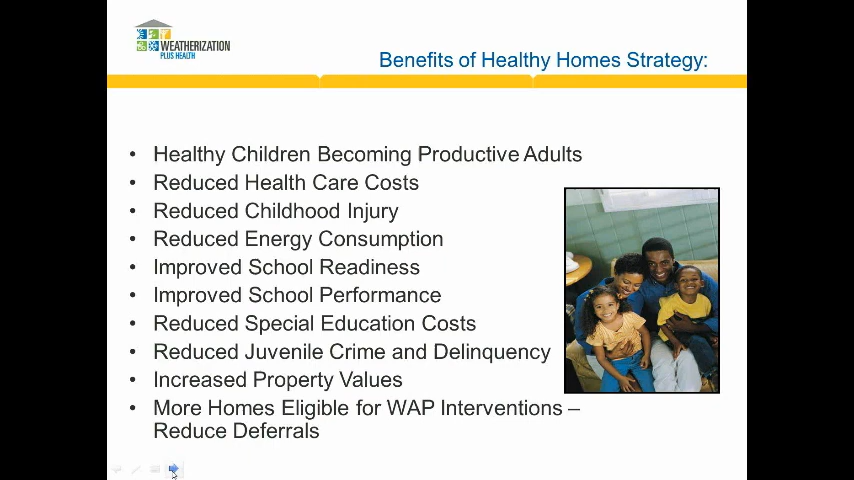 WEATHERIZATION
PLUS HEALTH
Benefits of Healthy Homes Strategy:
• Healthy Children Becoming Productive Adults
• Reduced Health Care Costs
• Reduced Childhood Injury
• Reduced Energy Consumption
• Improved School Readiness
• Improved School Performance
• Reduced Special Education Costs
• Reduced Juvenile Crime and Delinquency
• Increased Property Values
• More Homes Eligible for WAP Interventions –
Reduce Deferrals